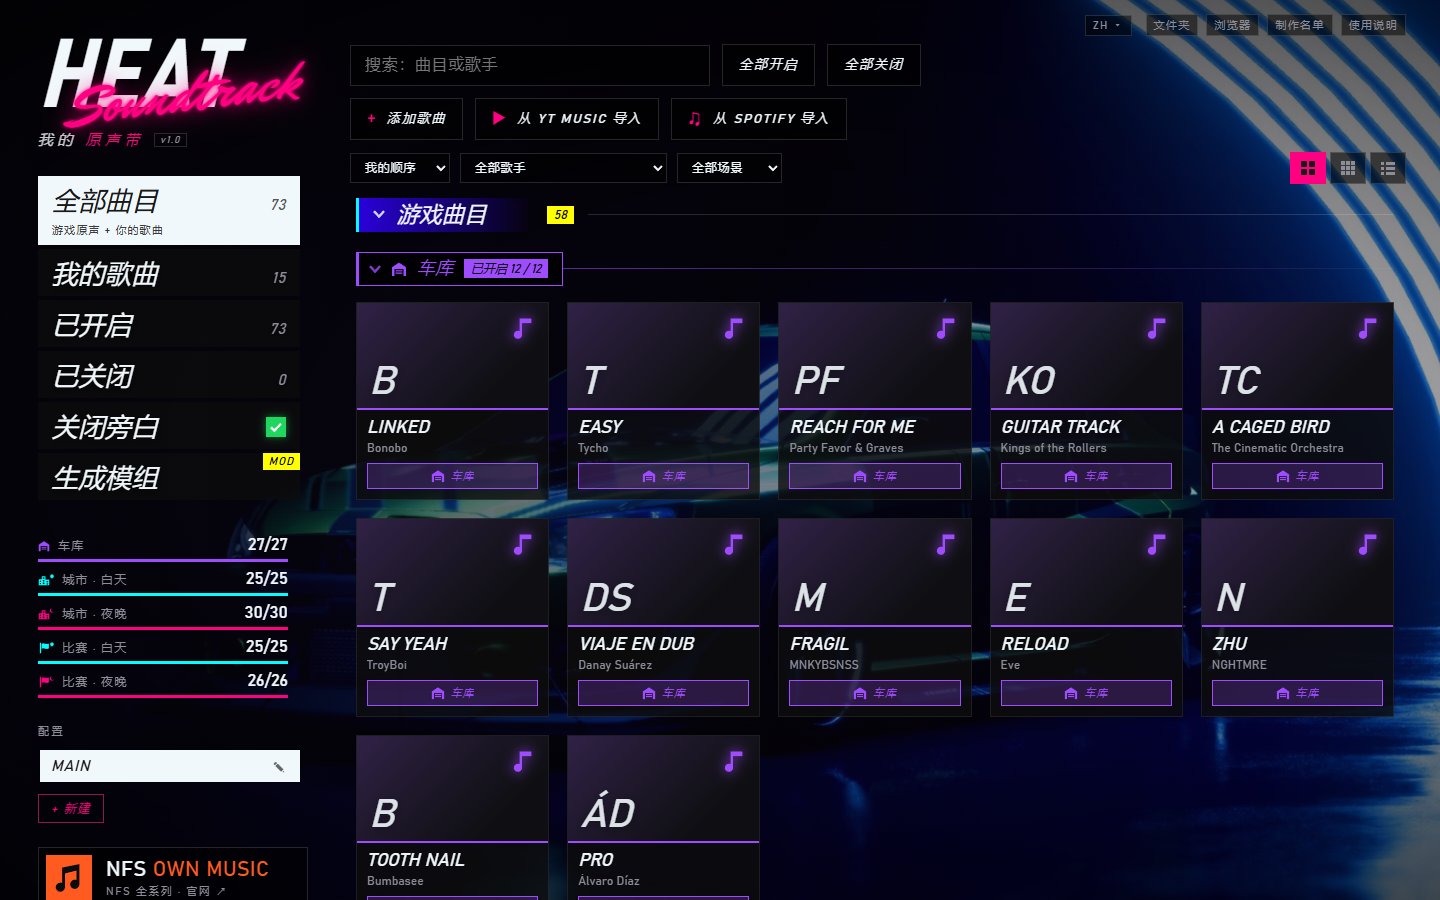 HEAT
Soundtrack
我的 原声带 v1.0
ZH 文件夹 浏览器 制作名单 使用说明
搜索：曲目或歌手 全部开启 全部关闭
+ 添加歌曲 从 YT MUSIC 导入 从 SPOTIFY 导入
我的顺序 全部歌手 全部场景
全部曲目 73
游戏原声 + 你的歌曲
我的歌曲 15
已开启 73
已关闭 0
关闭旁白
生成模组 MOD
车库 27/27
城市 · 白天 25/25
城市 · 夜晚 30/30
比赛 · 白天 25/25
比赛 · 夜晚 26/26
配置
MAIN
+ 新建
NFS OWN MUSIC
NFS 全系列 · 官网 ↗
游戏曲目 58
车库 已开启 12 / 12
B T PF KO TC
LINKED EASY REACH FOR ME GUITAR TRACK A CAGED BIRD
Bonobo Tycho Party Favor & Graves Kings of the Rollers The Cinematic Orchestra
车库 车库 车库 车库 车库
T DS M E N
SAY YEAH VIAJE EN DUB FRAGIL RELOAD ZHU
TroyBoi Danay Suárez MNKYBSNSS Eve NGHTMRE
车库 车库 车库 车库 车库
B ÁD
TOOTH NAIL PRO
Bumbasee Álvaro Díaz